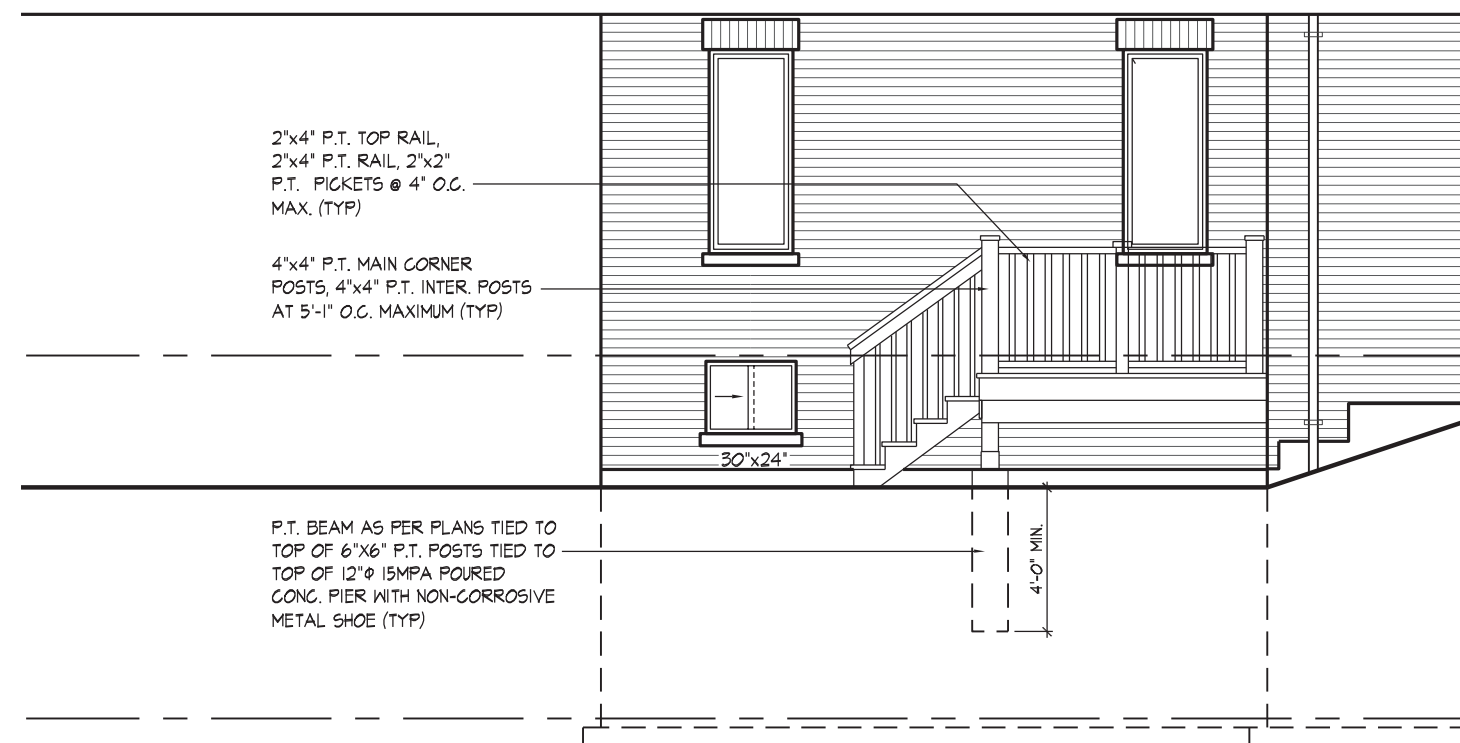 2"x4" P.T. TOP RAIL,
2"x4" P.T. RAIL, 2"x2"
P.T. PICKETS @ 4" O.C.
MAX. (TYP)
4"x4" P.T. MAIN CORNER
POSTS, 4"x4" P.T. INTER. POSTS
AT 5'-1" O.C. MAXIMUM (TYP)
30"x24"
P.T. BEAM AS PER PLANS TIED TO
TOP OF 6"X6" P.T. POSTS TIED TO
TOP OF 12"Φ 15MPA POURED
CONC. PIER WITH NON-CORROSIVE
METAL SHOE (TYP)
4'-0" MIN.